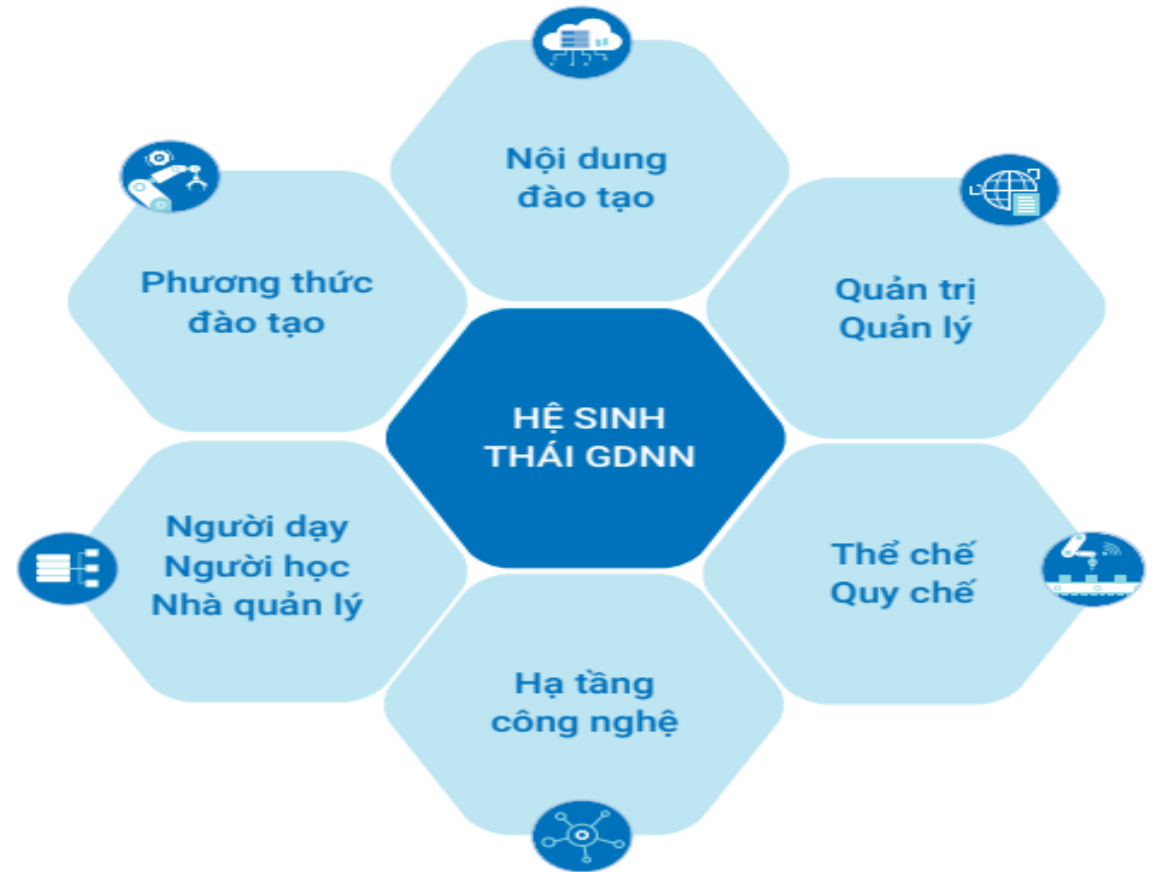 Nội dung
đào tạo
Phương thức
đào tạo
Quản trị
Quản lý
HỆ SINH
THÁI GDNN
Người dạy
Người học
Nhà quản lý
Thể chế
Quy chế
Hạ tầng
công nghệ